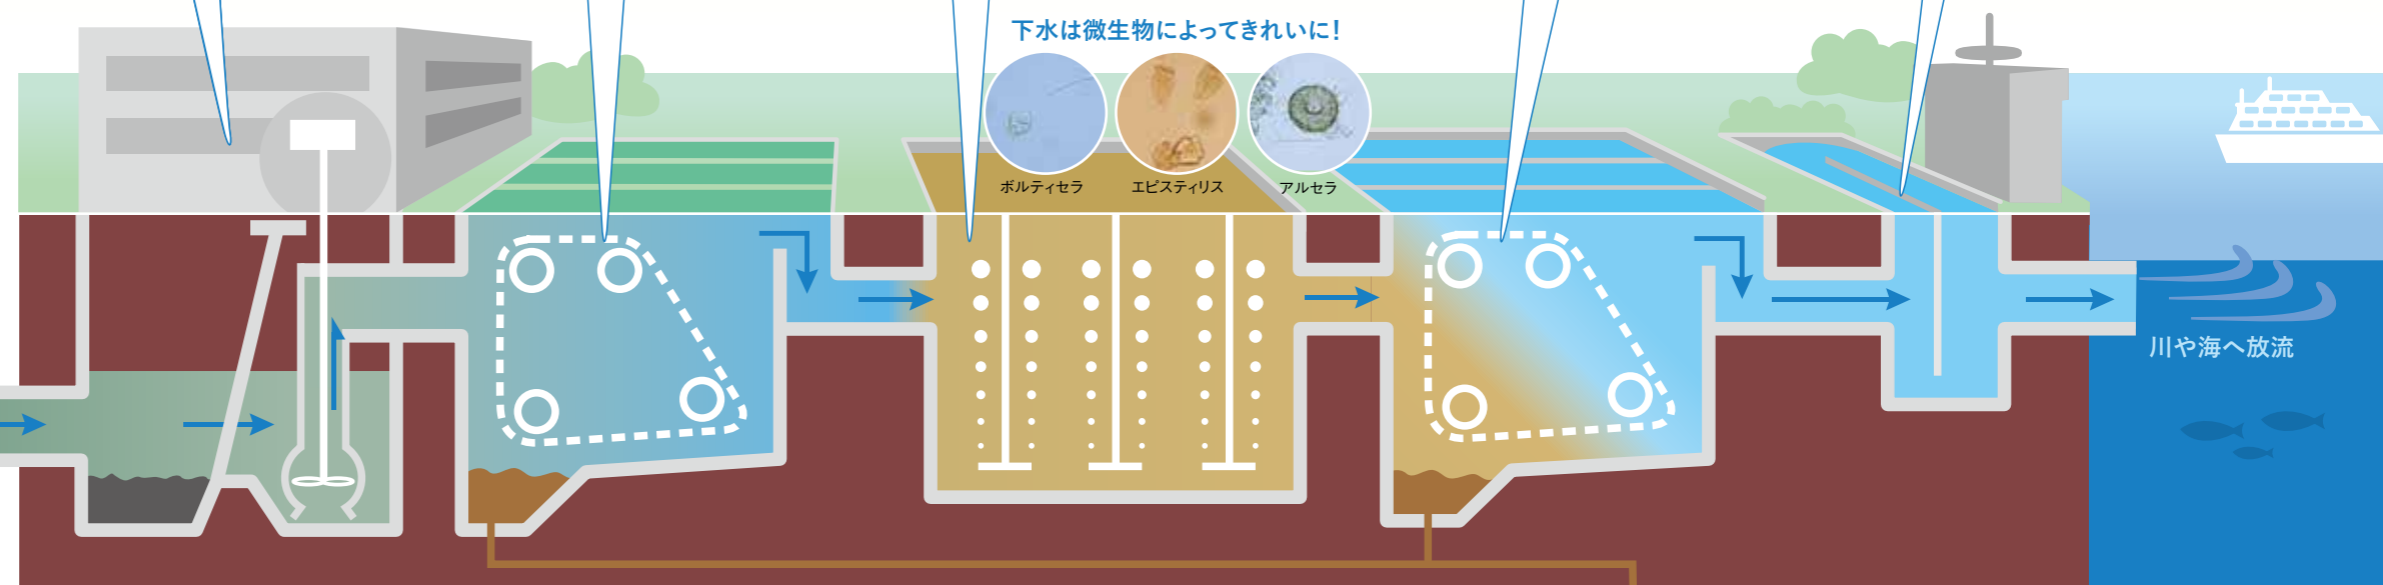 下水は微生物によってきれいに!
ボルティセラ
エピスティリス
アルセラ
川や海へ放流